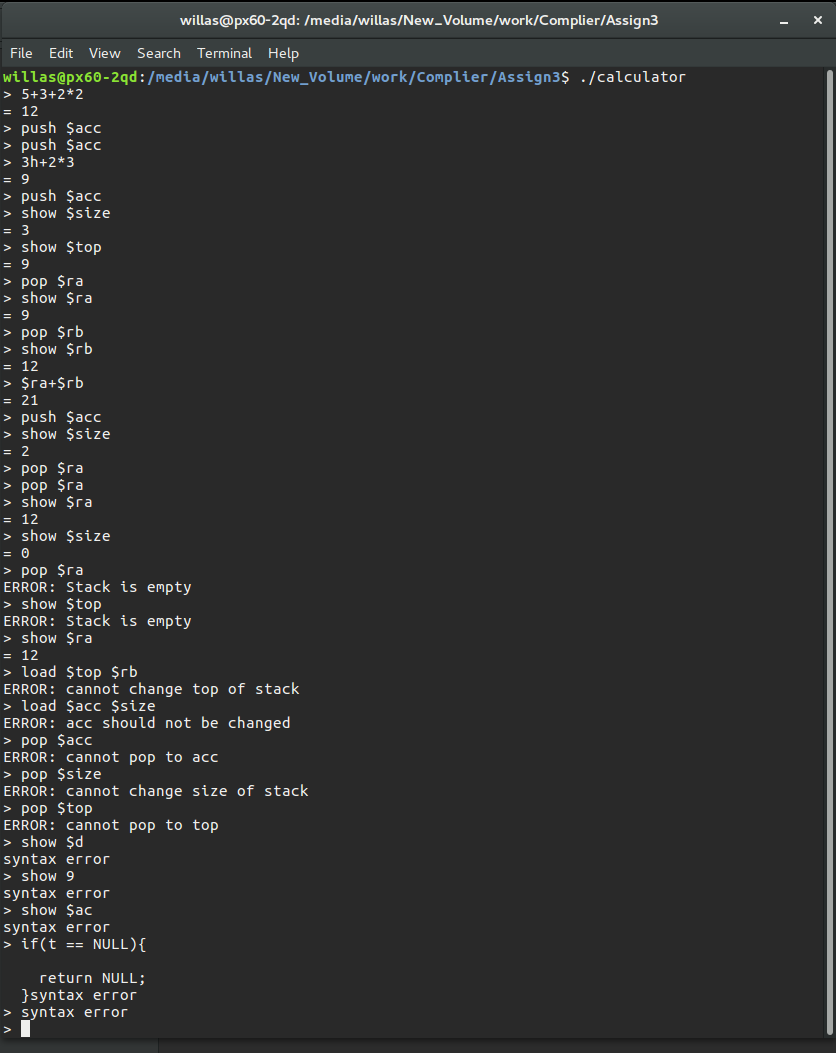 willas@px60-2qd: /media/willas/New_Volume/work/Complier/Assign3
File Edit View Search Terminal Help
willas@px60-2qd:/media/willas/New_Volume/work/Complier/Assign3$ ./calculator
> 5+3+2*2
= 12
> push $acc
> push $acc
> 3h+2*3
= 9
> push $acc
> show $size
= 3
> show $top
= 9
> pop $ra
> show $ra
= 9
> pop $rb
> show $rb
= 12
> $ra+$rb
= 21
> push $acc
> show $size
= 2
> pop $ra
> pop $ra
> show $ra
= 12
> show $size
= 0
> pop $ra
ERROR: Stack is empty
> show $top
ERROR: Stack is empty
> show $ra
= 12
> load $top $rb
ERROR: cannot change top of stack
> load $acc $size
ERROR: acc should not be changed
> pop $acc
ERROR: cannot pop to acc
> pop $size
ERROR: cannot change size of stack
> pop $top
ERROR: cannot pop to top
> show $d
syntax error
> show 9
syntax error
> show $ac
syntax error
> if(t == NULL){
return NULL;
}syntax error
> syntax error
>